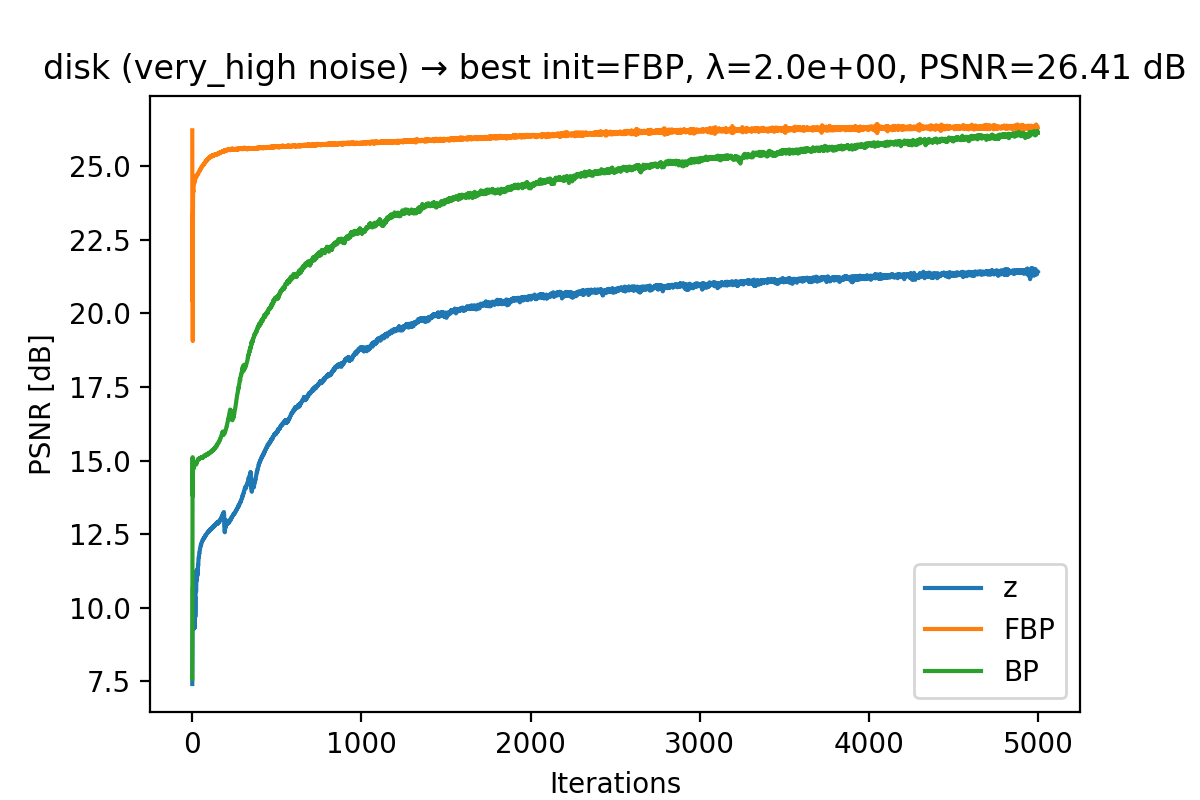 disk (very_high noise) → best init=FBP, λ=2.0e+00, PSNR=26.41 dB
PSNR [dB]
25.0
22.5
20.0
17.5
15.0
12.5
10.0
7.5
z
FBP
BP
0 1000 2000 3000 4000 5000
Iterations